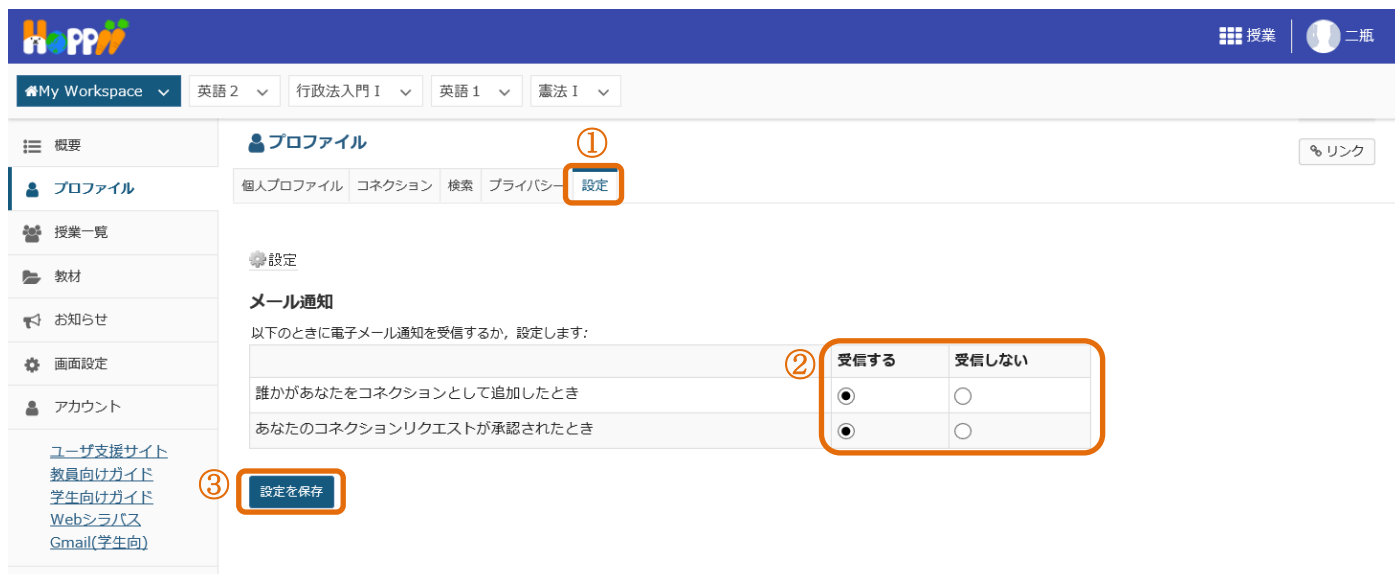 Hoppii
授業
二瓶
My Workspace
英語２
行政法入門Ⅰ
英語１
憲法Ⅰ
概要
プロファイル
授業一覧
教材
お知らせ
画面設定
アカウント
ユーザ支援サイト
教員向けガイド
学生向けガイド
Webシラバス
Gmail(学生向)
プロファイル
①
リンク
個人プロファイル コネクション 検索 プライバシー 設定
設定
メール通知
以下のときに電子メール通知を受信するか，設定します:
② 受信する 受信しない
誰かがあなたをコネクションとして追加したとき
あなたのコネクションリクエストが承認されたとき
③ 設定を保存